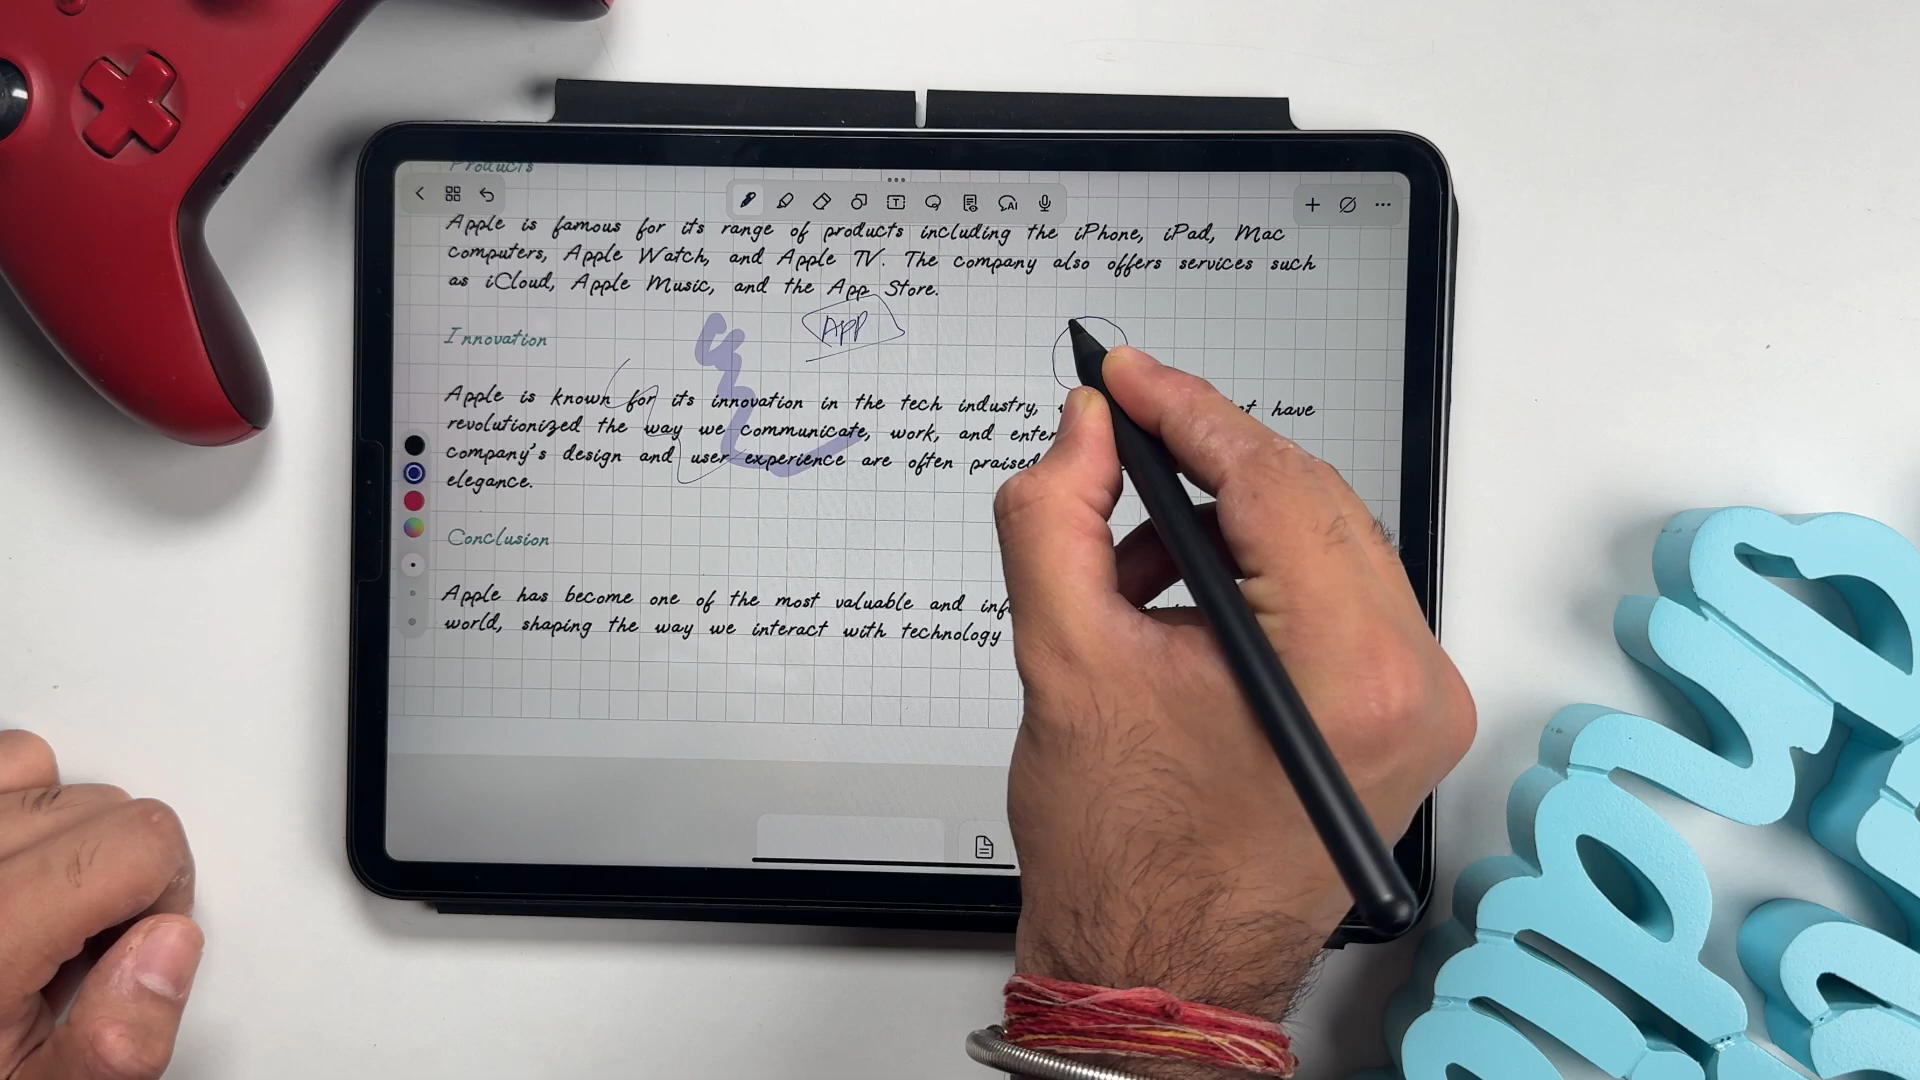 Products
Apple is famous for its range of products including the iPhone, iPad, Mac
computers, Apple Watch, and Apple TV. The company also offers services such
as iCloud, Apple Music, and the App Store.
APP
Innovation
Apple is known for its innovation in the tech industry, have
revolutionized the way we communicate, work, and
company's design and user experience are often praised
elegance.
Conclusion
Apple has become one of the most valuable and
world, shaping the way we interact with technology